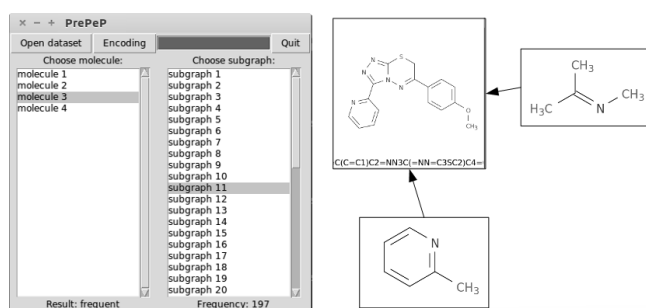 PrePeP
Open dataset Encoding Quit
Choose molecule: Choose subgraph:
molecule 1
molecule 2
molecule 3
molecule 4
subgraph 1
subgraph 2
subgraph 3
subgraph 4
subgraph 5
subgraph 6
subgraph 7
subgraph 8
subgraph 9
subgraph 10
subgraph 11
subgraph 12
subgraph 13
subgraph 14
subgraph 15
subgraph 16
subgraph 17
subgraph 18
subgraph 19
subgraph 20
Result: frequent Frequency: 197
S
N
N
N
N
N
N
O
CH₃
C(C=C1)C2=NN3C(=NN=C3SC2)C4=
CH₃
H₃C N CH₃
N
CH₃